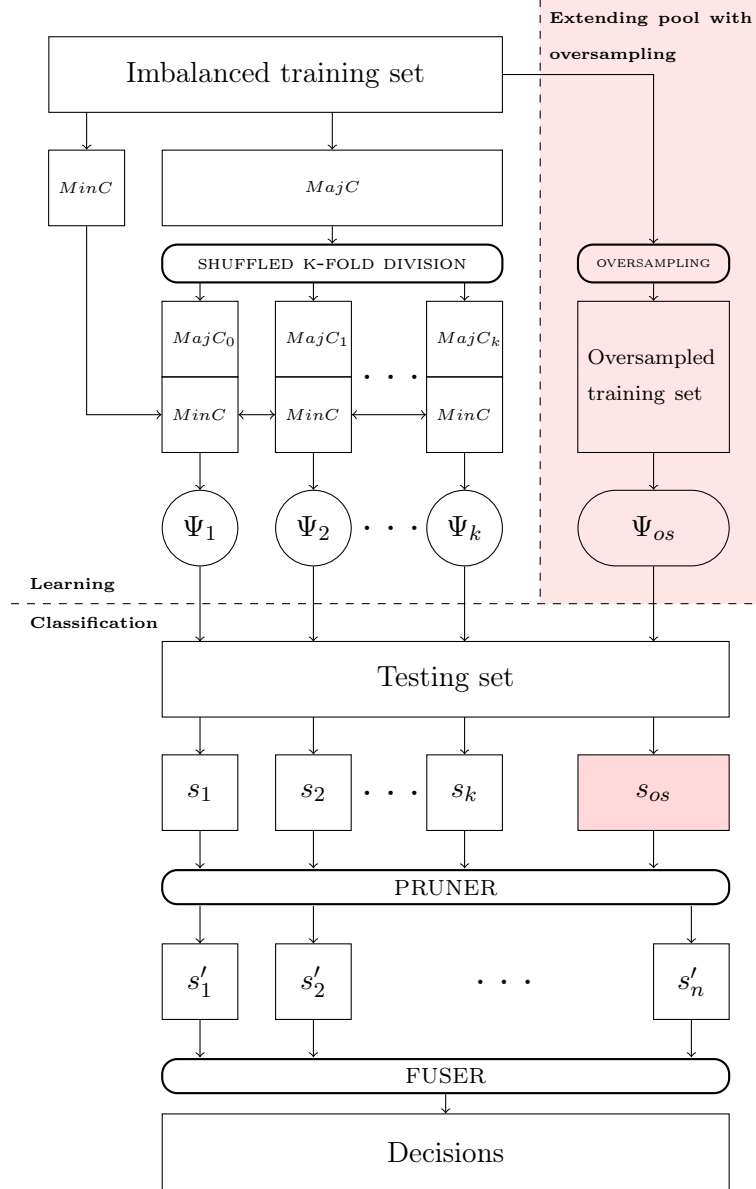 Extending pool with
oversampling
Imbalanced training set
MinC
MajC
SHUFFLED K-FOLD DIVISION
OVERSAMPLING
MajC₀ MajC₁ . . . MajCₖ
Oversampled
training set
MinC MinC MinC
Ψ₁ Ψ₂ . . . Ψₖ Ψₒₛ
Learning
Classification
Testing set
s₁ s₂ . . . sₖ sₒₛ
PRUNER
s′₁ s′₂ . . . s′ₙ
FUSER
Decisions